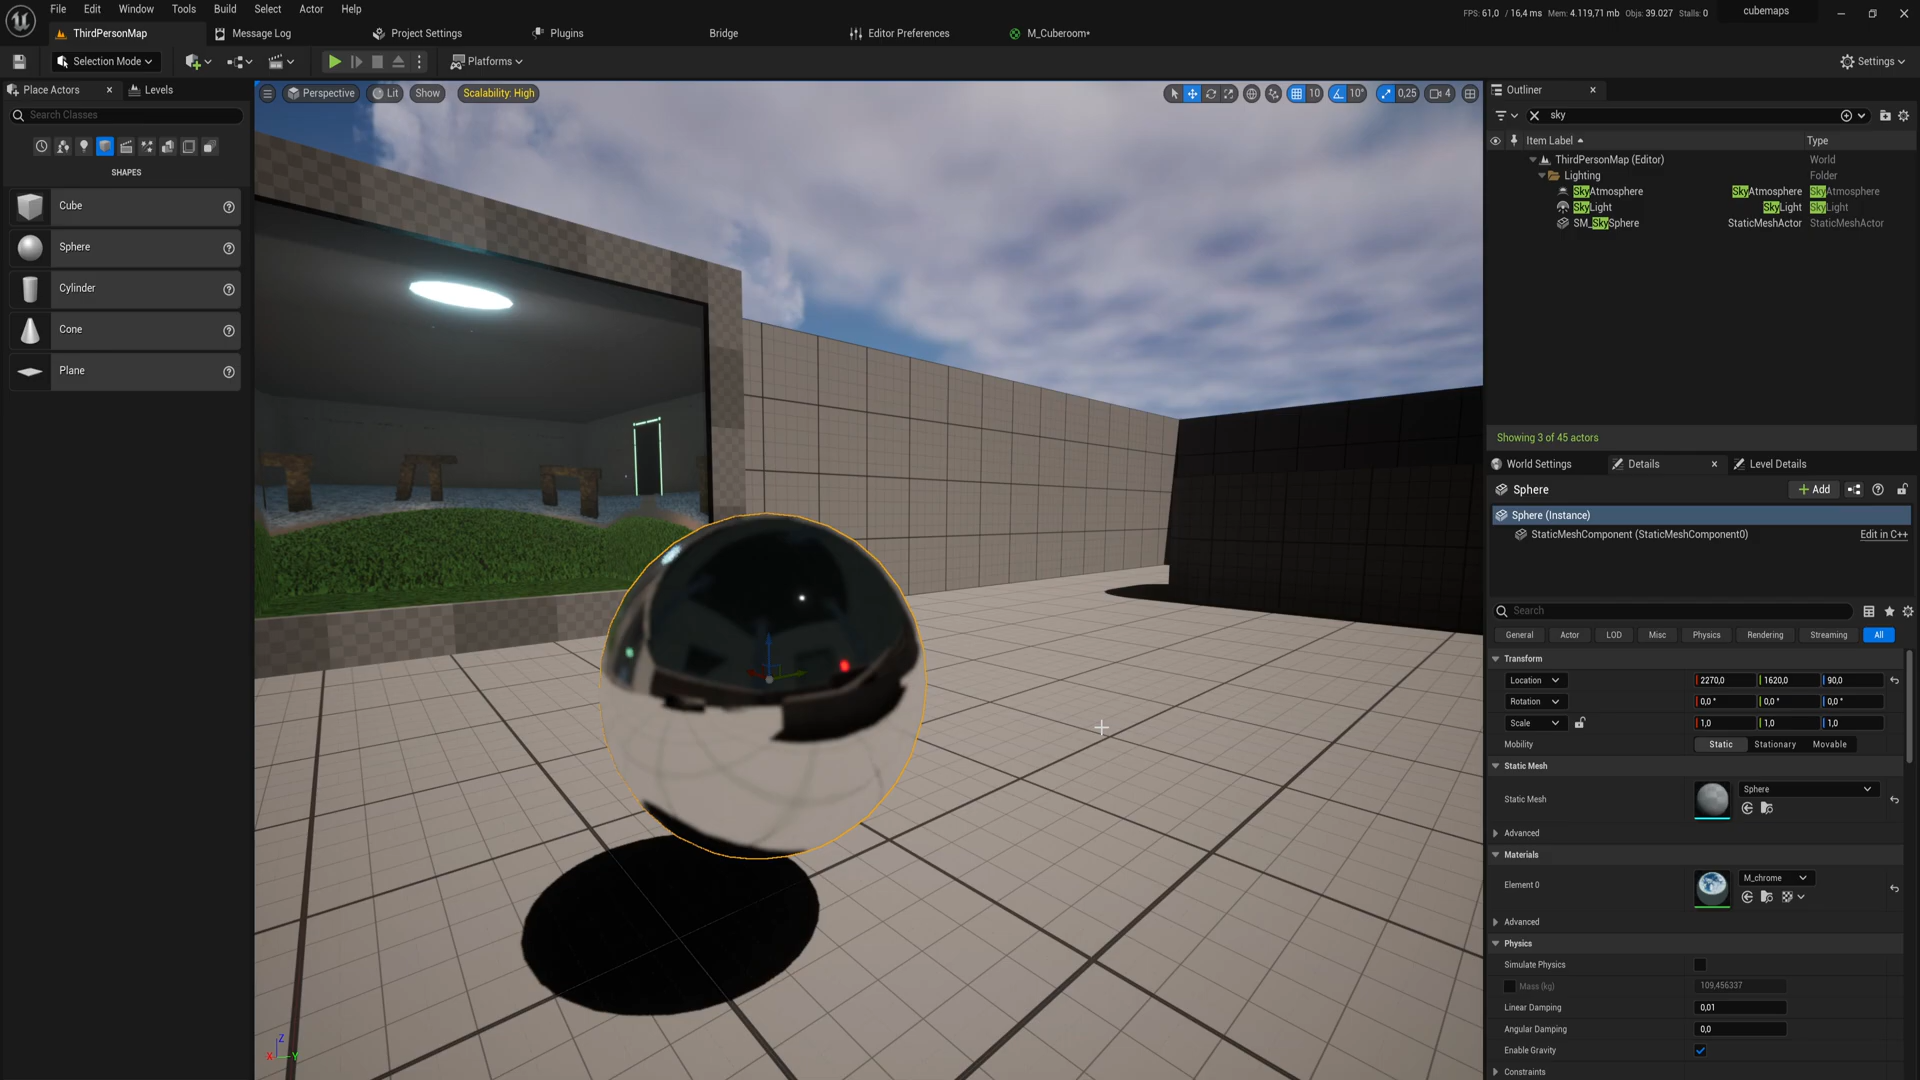 File Edit Window Tools Build Select Actor Help
FPS: 61,0 / 16,4 ms Mem: 4.119,71 mb Objs: 39.027 Stalls: 0
cubemaps
ThirdPersonMap Message Log Project Settings Plugins Bridge Editor Preferences M_Cuberoom*
Selection Mode Platforms Settings
Place Actors Levels
Search Classes
SHAPES
Cube
Sphere
Cylinder
Cone
Plane
Perspective Lit Show Scalability: High
10 10° 0,25 4
X Y Z
Outliner
sky
Item Label Type
ThirdPersonMap (Editor) World
Lighting Folder
SkyAtmosphere SkyAtmosphere SkyAtmosphere
SkyLight SkyLight SkyLight
SM_SkySphere StaticMeshActor StaticMeshActor
Showing 3 of 45 actors
World Settings Details Level Details
Sphere Add
Sphere (Instance)
StaticMeshComponent (StaticMeshComponent0) Edit in C++
Search
General Actor LOD Misc Physics Rendering Streaming All
Transform
Location 2270,0 1620,0 90,0
Rotation 0,0 ° 0,0 ° 0,0 °
Scale 1,0 1,0 1,0
Mobility Static Stationary Movable
Static Mesh
Static Mesh Sphere
Advanced
Materials
Element 0 M_chrome
Advanced
Physics
Simulate Physics
Mass (kg) 109,456337
Linear Damping 0,01
Angular Damping 0,0
Enable Gravity
Constraints